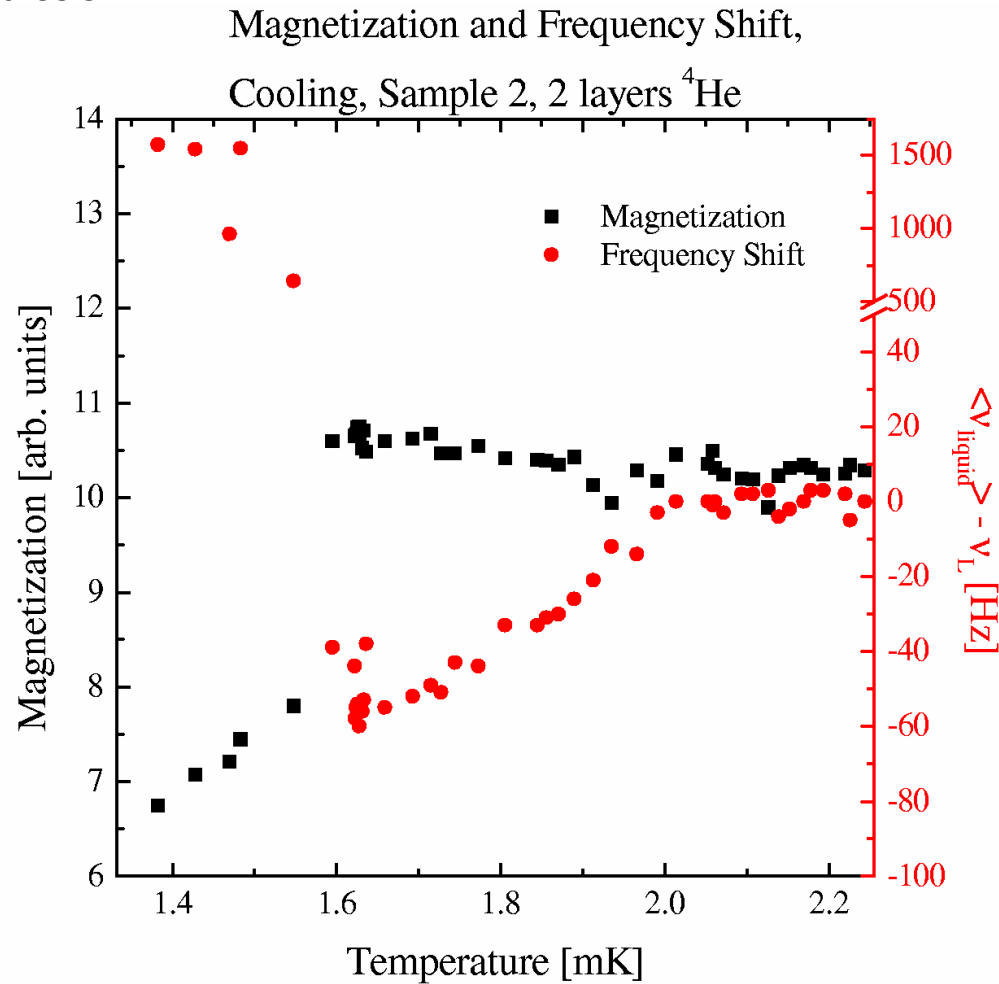 Magnetization and Frequency Shift,
Cooling, Sample 2, 2 layers ⁴He
14
13
12
11
10
9
8
7
6
Magnetization [arb. units]
Magnetization
Frequency Shift
1500
1000
500
40
20
0
-20
-40
-60
-80
-100
<ν_liquid> - ν_L [Hz]
1.4 1.6 1.8 2.0 2.2
Temperature [mK]